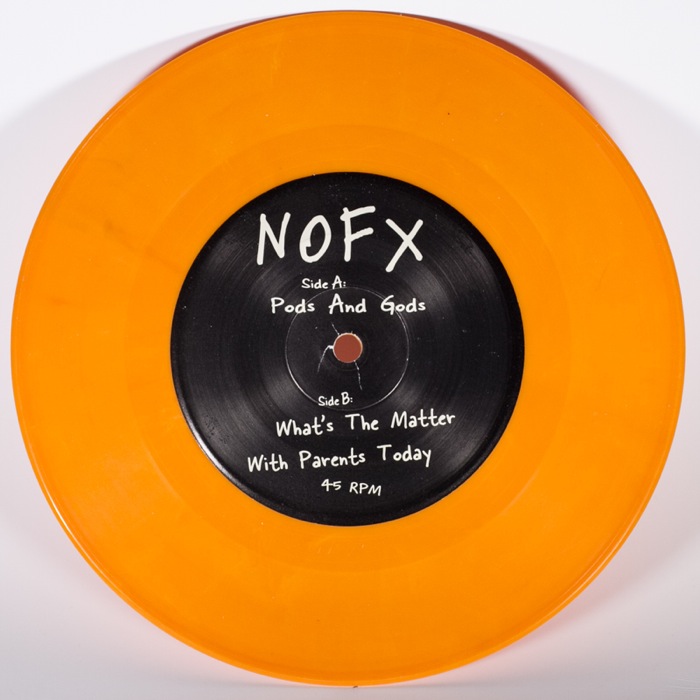 NOFX
Side A:
Pods And Gods
Side B:
What's The Matter
With Parents Today
45 RPM